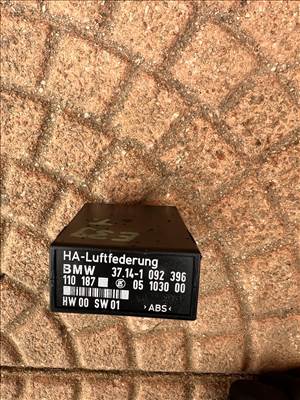 HA-Luftfederung
BMW 37.14-1 092 396
110 187 05 1030 00
HW 00 SW 01 >ABS<